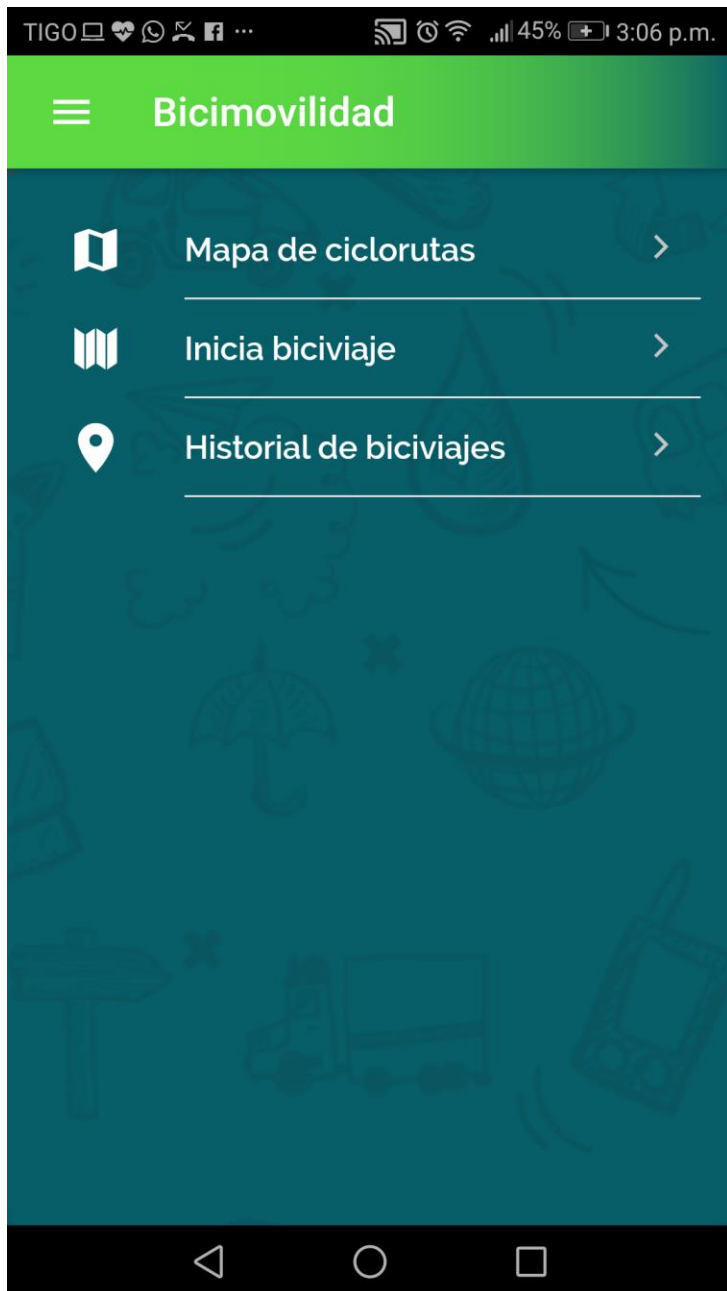 TIGO 45% 3:06 p.m.
Bicimovilidad
Mapa de ciclorutas
Inicia biciviaje
Historial de biciviajes